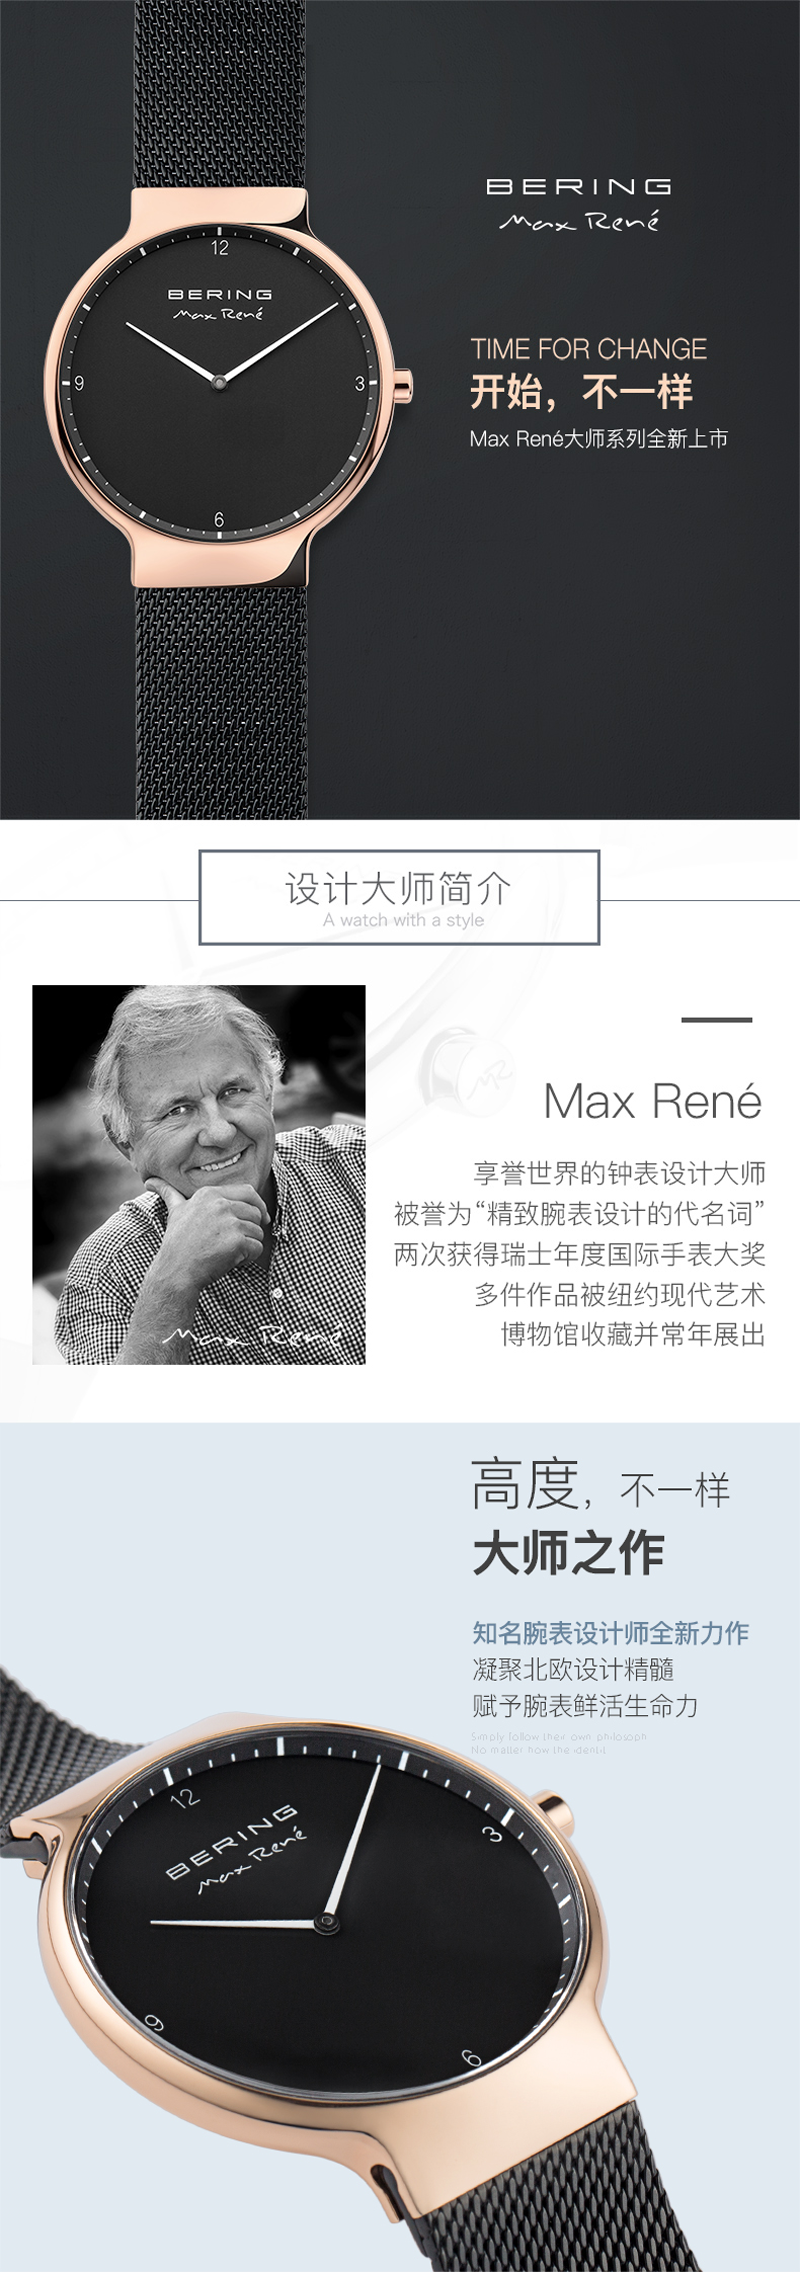 BERING
Max René
TIME FOR CHANGE
开始，不一样
Max René大师系列全新上市
12
BERING
Max René
9
3
6
设计大师简介
A watch with a style
Max René
享誉世界的钟表设计大师
被誉为“精致腕表设计的代名词”
两次获得瑞士年度国际手表大奖
多件作品被纽约现代艺术
博物馆收藏并常年展出
Max René
高度，不一样
大师之作
知名腕表设计师全新力作
凝聚北欧设计精髓
赋予腕表鲜活生命力
Simply follow their own philosoph
No matter how the identit
12
BERING
Max René
3
9
6